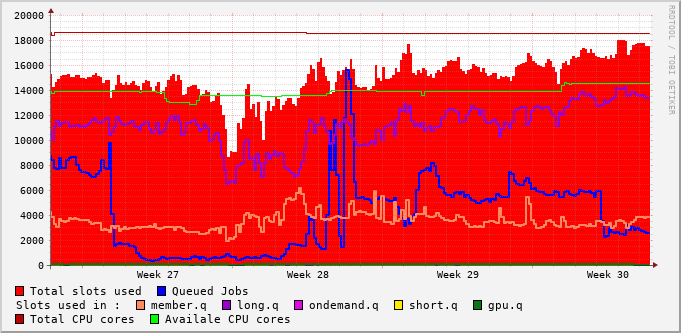 RRDTOOL / TOBI OETIKER
20000
18000
16000
14000
12000
10000
8000
6000
4000
2000
0
Week 27 Week 28 Week 29 Week 30
Total slots used Queued Jobs
Slots used in : member.q long.q ondemand.q short.q gpu.q
Total CPU cores Availale CPU cores